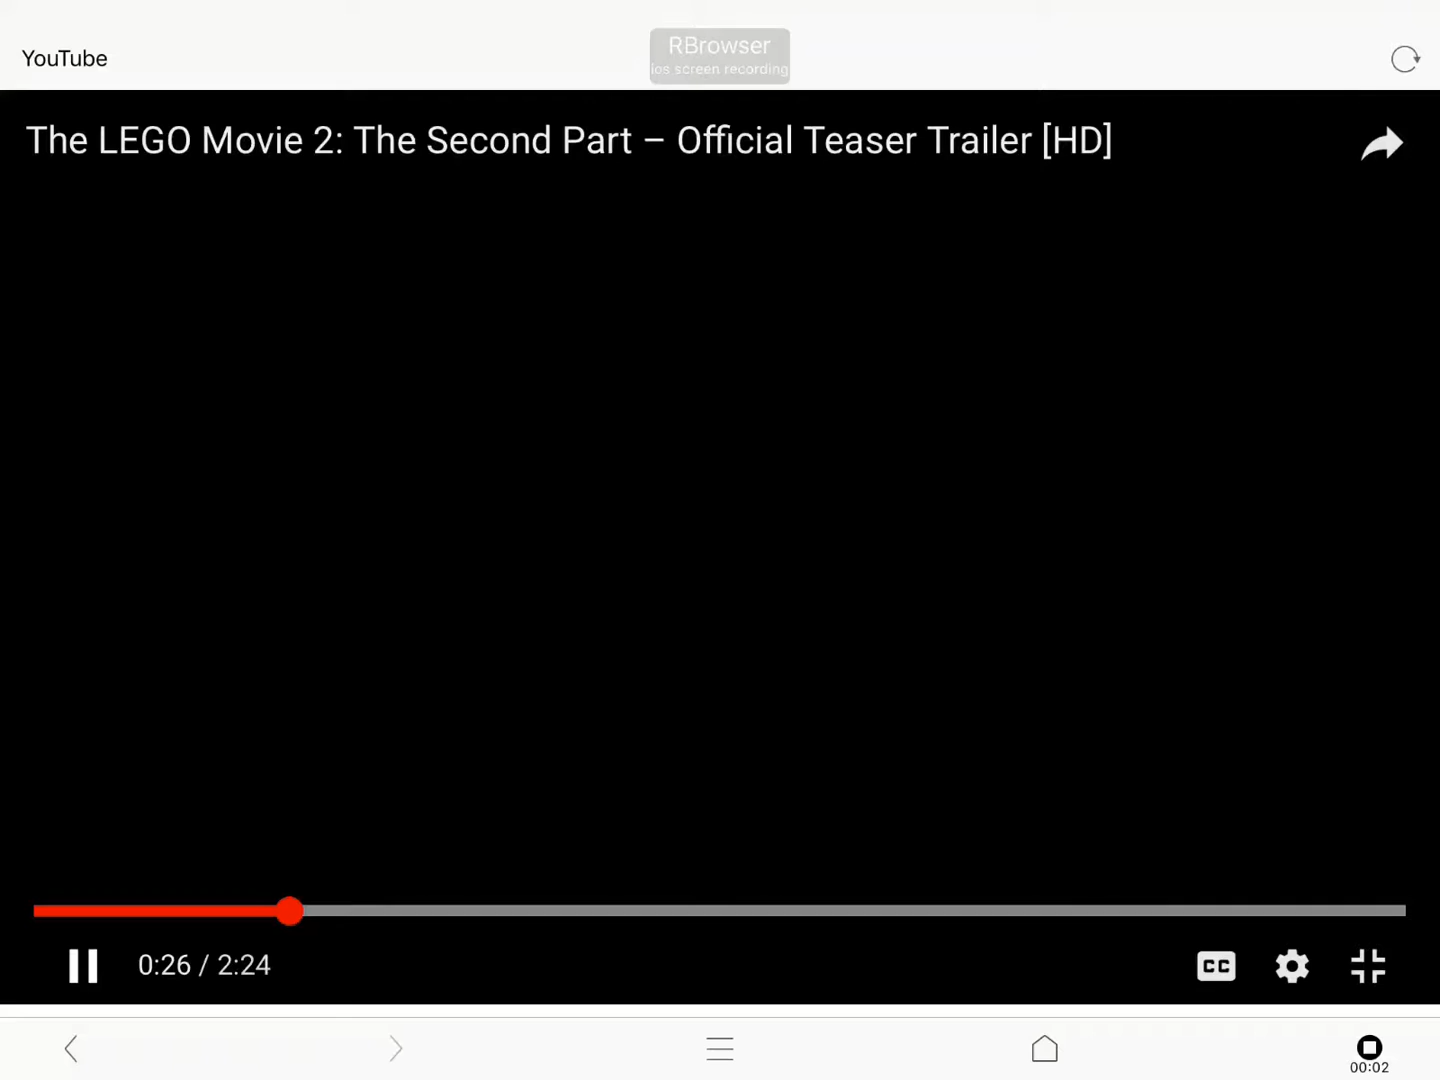 YouTube
RBrowser
ios screen recording
The LEGO Movie 2: The Second Part – Official Teaser Trailer [HD]
0:26 / 2:24
CC
00:02